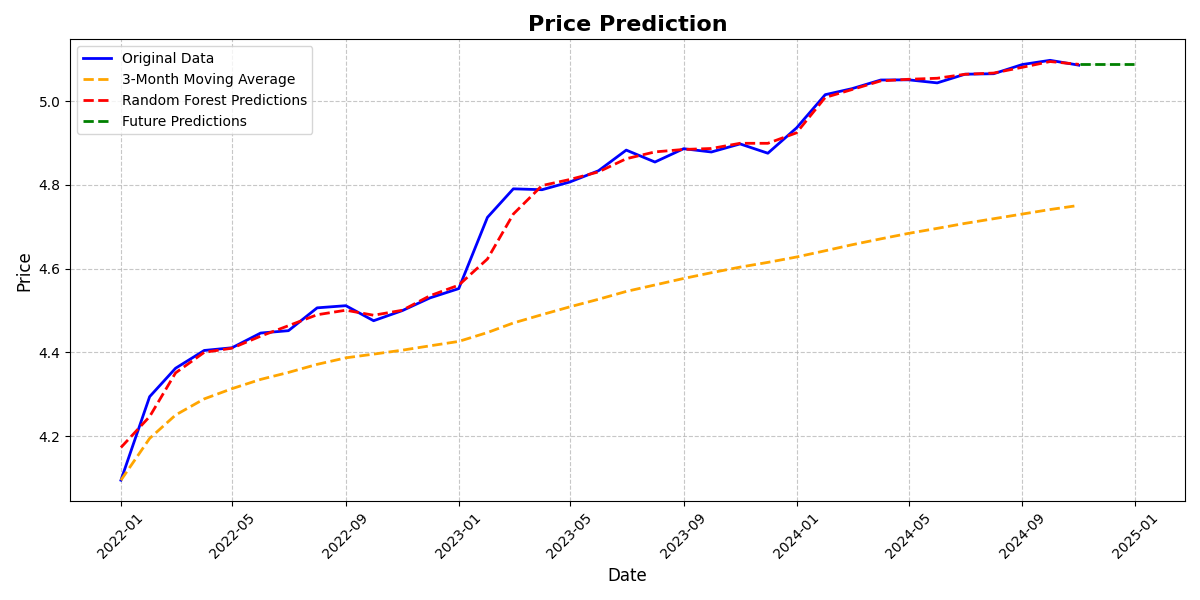 Price Prediction
Original Data
3-Month Moving Average
Random Forest Predictions
Future Predictions
Price
5.0
4.8
4.6
4.4
4.2
2022-01
2022-05
2022-09
2023-01
2023-05
2023-09
2024-01
2024-05
2024-09
2025-01
Date